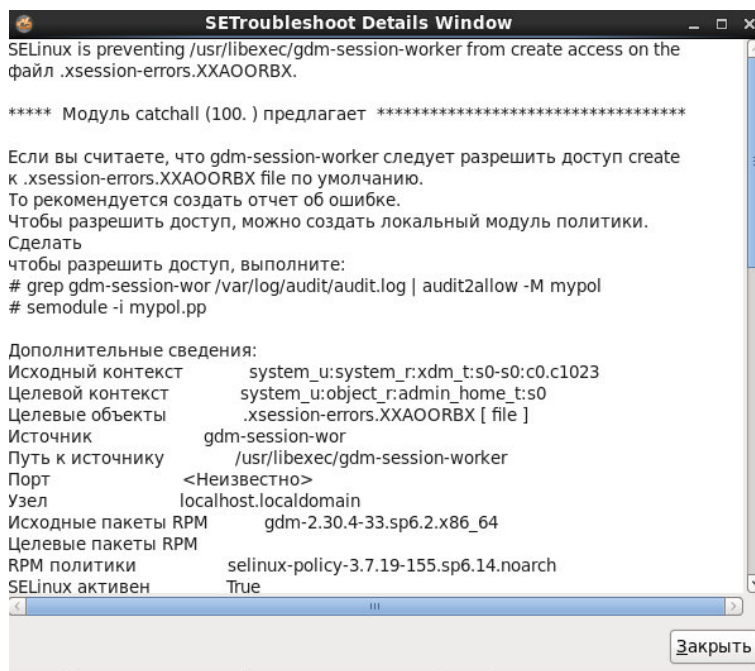 SETroubleshoot Details Window
SELinux is preventing /usr/libexec/gdm-session-worker from create access on the
файл .xsession-errors.XXAOORBX.
***** Модуль catchall (100. ) предлагает ***********************************
Если вы считаете, что gdm-session-worker следует разрешить доступ create
к .xsession-errors.XXAOORBX file по умолчанию.
То рекомендуется создать отчет об ошибке.
Чтобы разрешить доступ, можно создать локальный модуль политики.
Сделать
чтобы разрешить доступ, выполните:
# grep gdm-session-wor /var/log/audit/audit.log | audit2allow -M mypol
# semodule -i mypol.pp
Дополнительные сведения:
Исходный контекст system_u:system_r:xdm_t:s0-s0:c0.c1023
Целевой контекст system_u:object_r:admin_home_t:s0
Целевые объекты .xsession-errors.XXAOORBX [ file ]
Источник gdm-session-wor
Путь к источнику /usr/libexec/gdm-session-worker
Порт <Неизвестно>
Узел localhost.localdomain
Исходные пакеты RPM gdm-2.30.4-33.sp6.2.x86_64
Целевые пакеты RPM
RPM политики selinux-policy-3.7.19-155.sp6.14.noarch
SELinux активен True
Закрыть